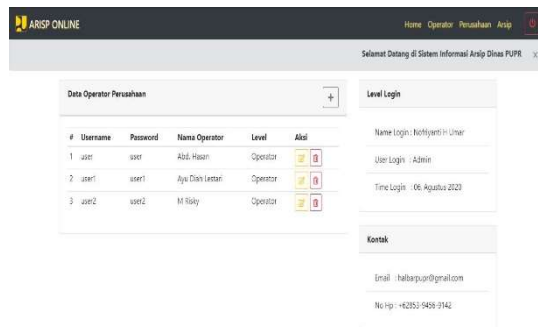 ARISP ONLINE
Home Operator Perusahaan Arsip
Selamat Datang di Sistem Informasi Arsip Dinas PUPR x
Data Operator Perusahaan +
# Username Password Nama Operator Level Aksi
1 user user Abd. Hasan Operator
2 user1 user1 Ayu Diah Lestari Operator
3 user2 user2 M Risky Operator
Level Login
Name Login : Nofriyanti H Umar
User Login : Admin
Time Login : 06, Agustus 2023
Kontak
Email : halbarpupr@gmail.com
No Hp : +62853-9456-9142